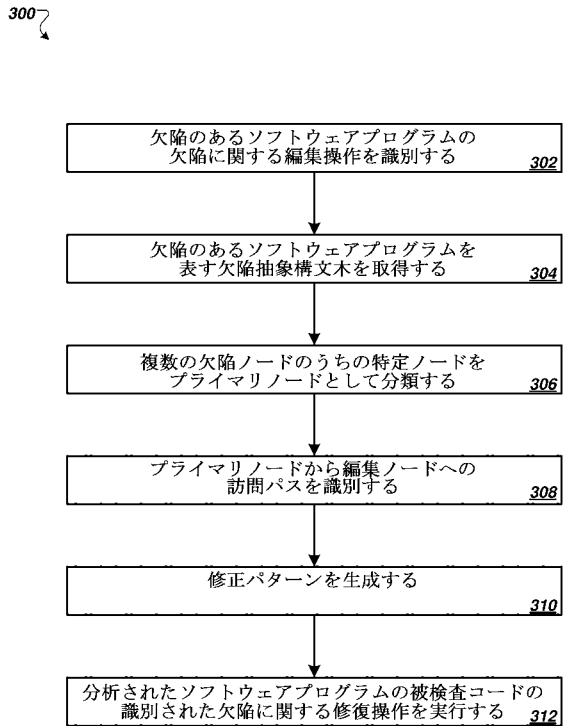 300
欠陥のあるソフトウェアプログラムの
欠陥に関する編集操作を識別する
302
欠陥のあるソフトウェアプログラムを
表す欠陥抽象構文木を取得する
304
複数の欠陥ノードのうちの特定ノードを
プライマリノードとして分類する
306
プライマリノードから編集ノードへの
訪問パスを識別する
308
修正パターンを生成する
310
分析されたソフトウェアプログラムの被検査コードの
識別された欠陥に関する修復操作を実行する
312